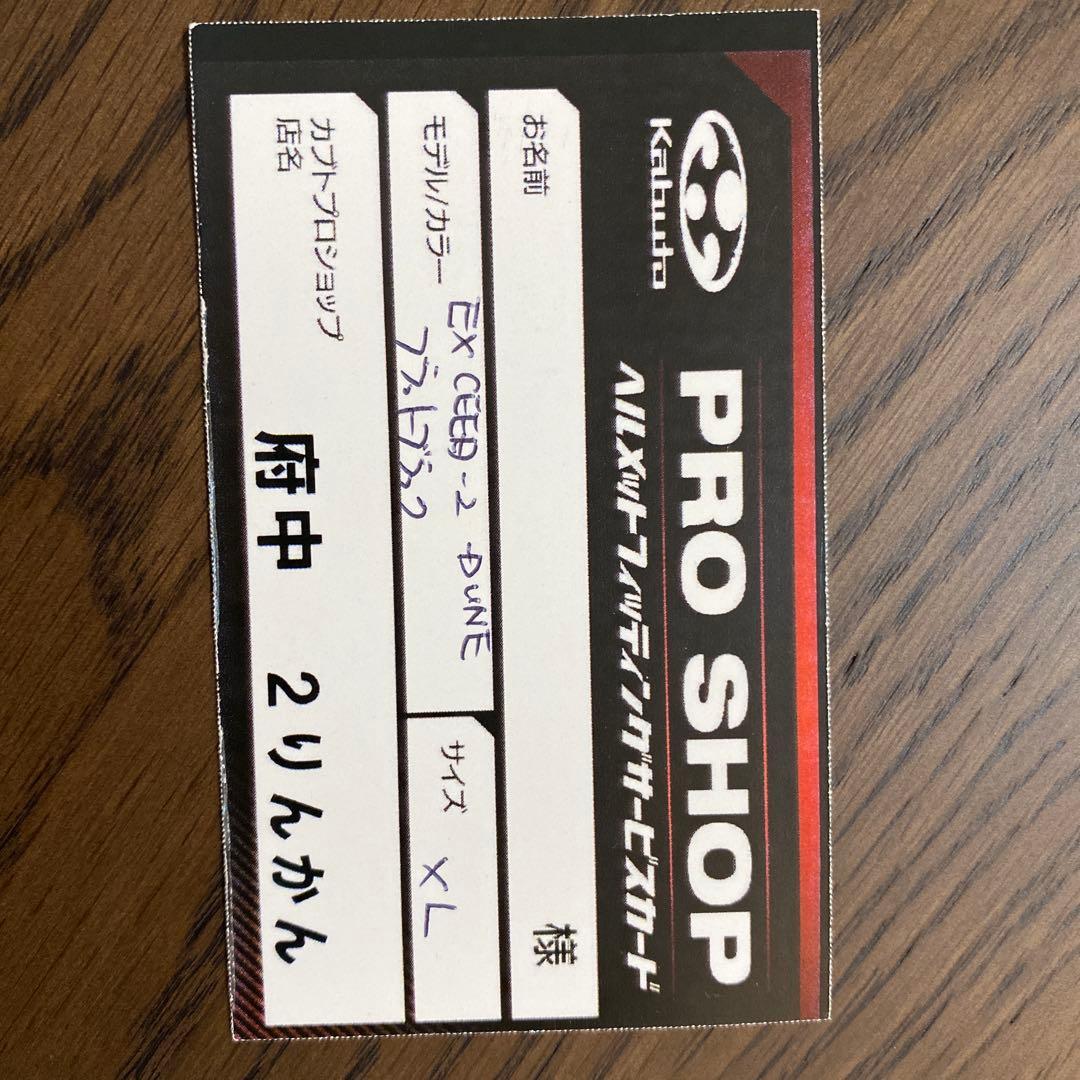 Kabuto
PRO SHOP
ヘルメットフィッティングサービスカード
お名前
様
モデル/カラー
EXCEED-2 DUNE
フラットブラック
サイズ
XL
カブトプロショップ
店名
府中 2りんかん